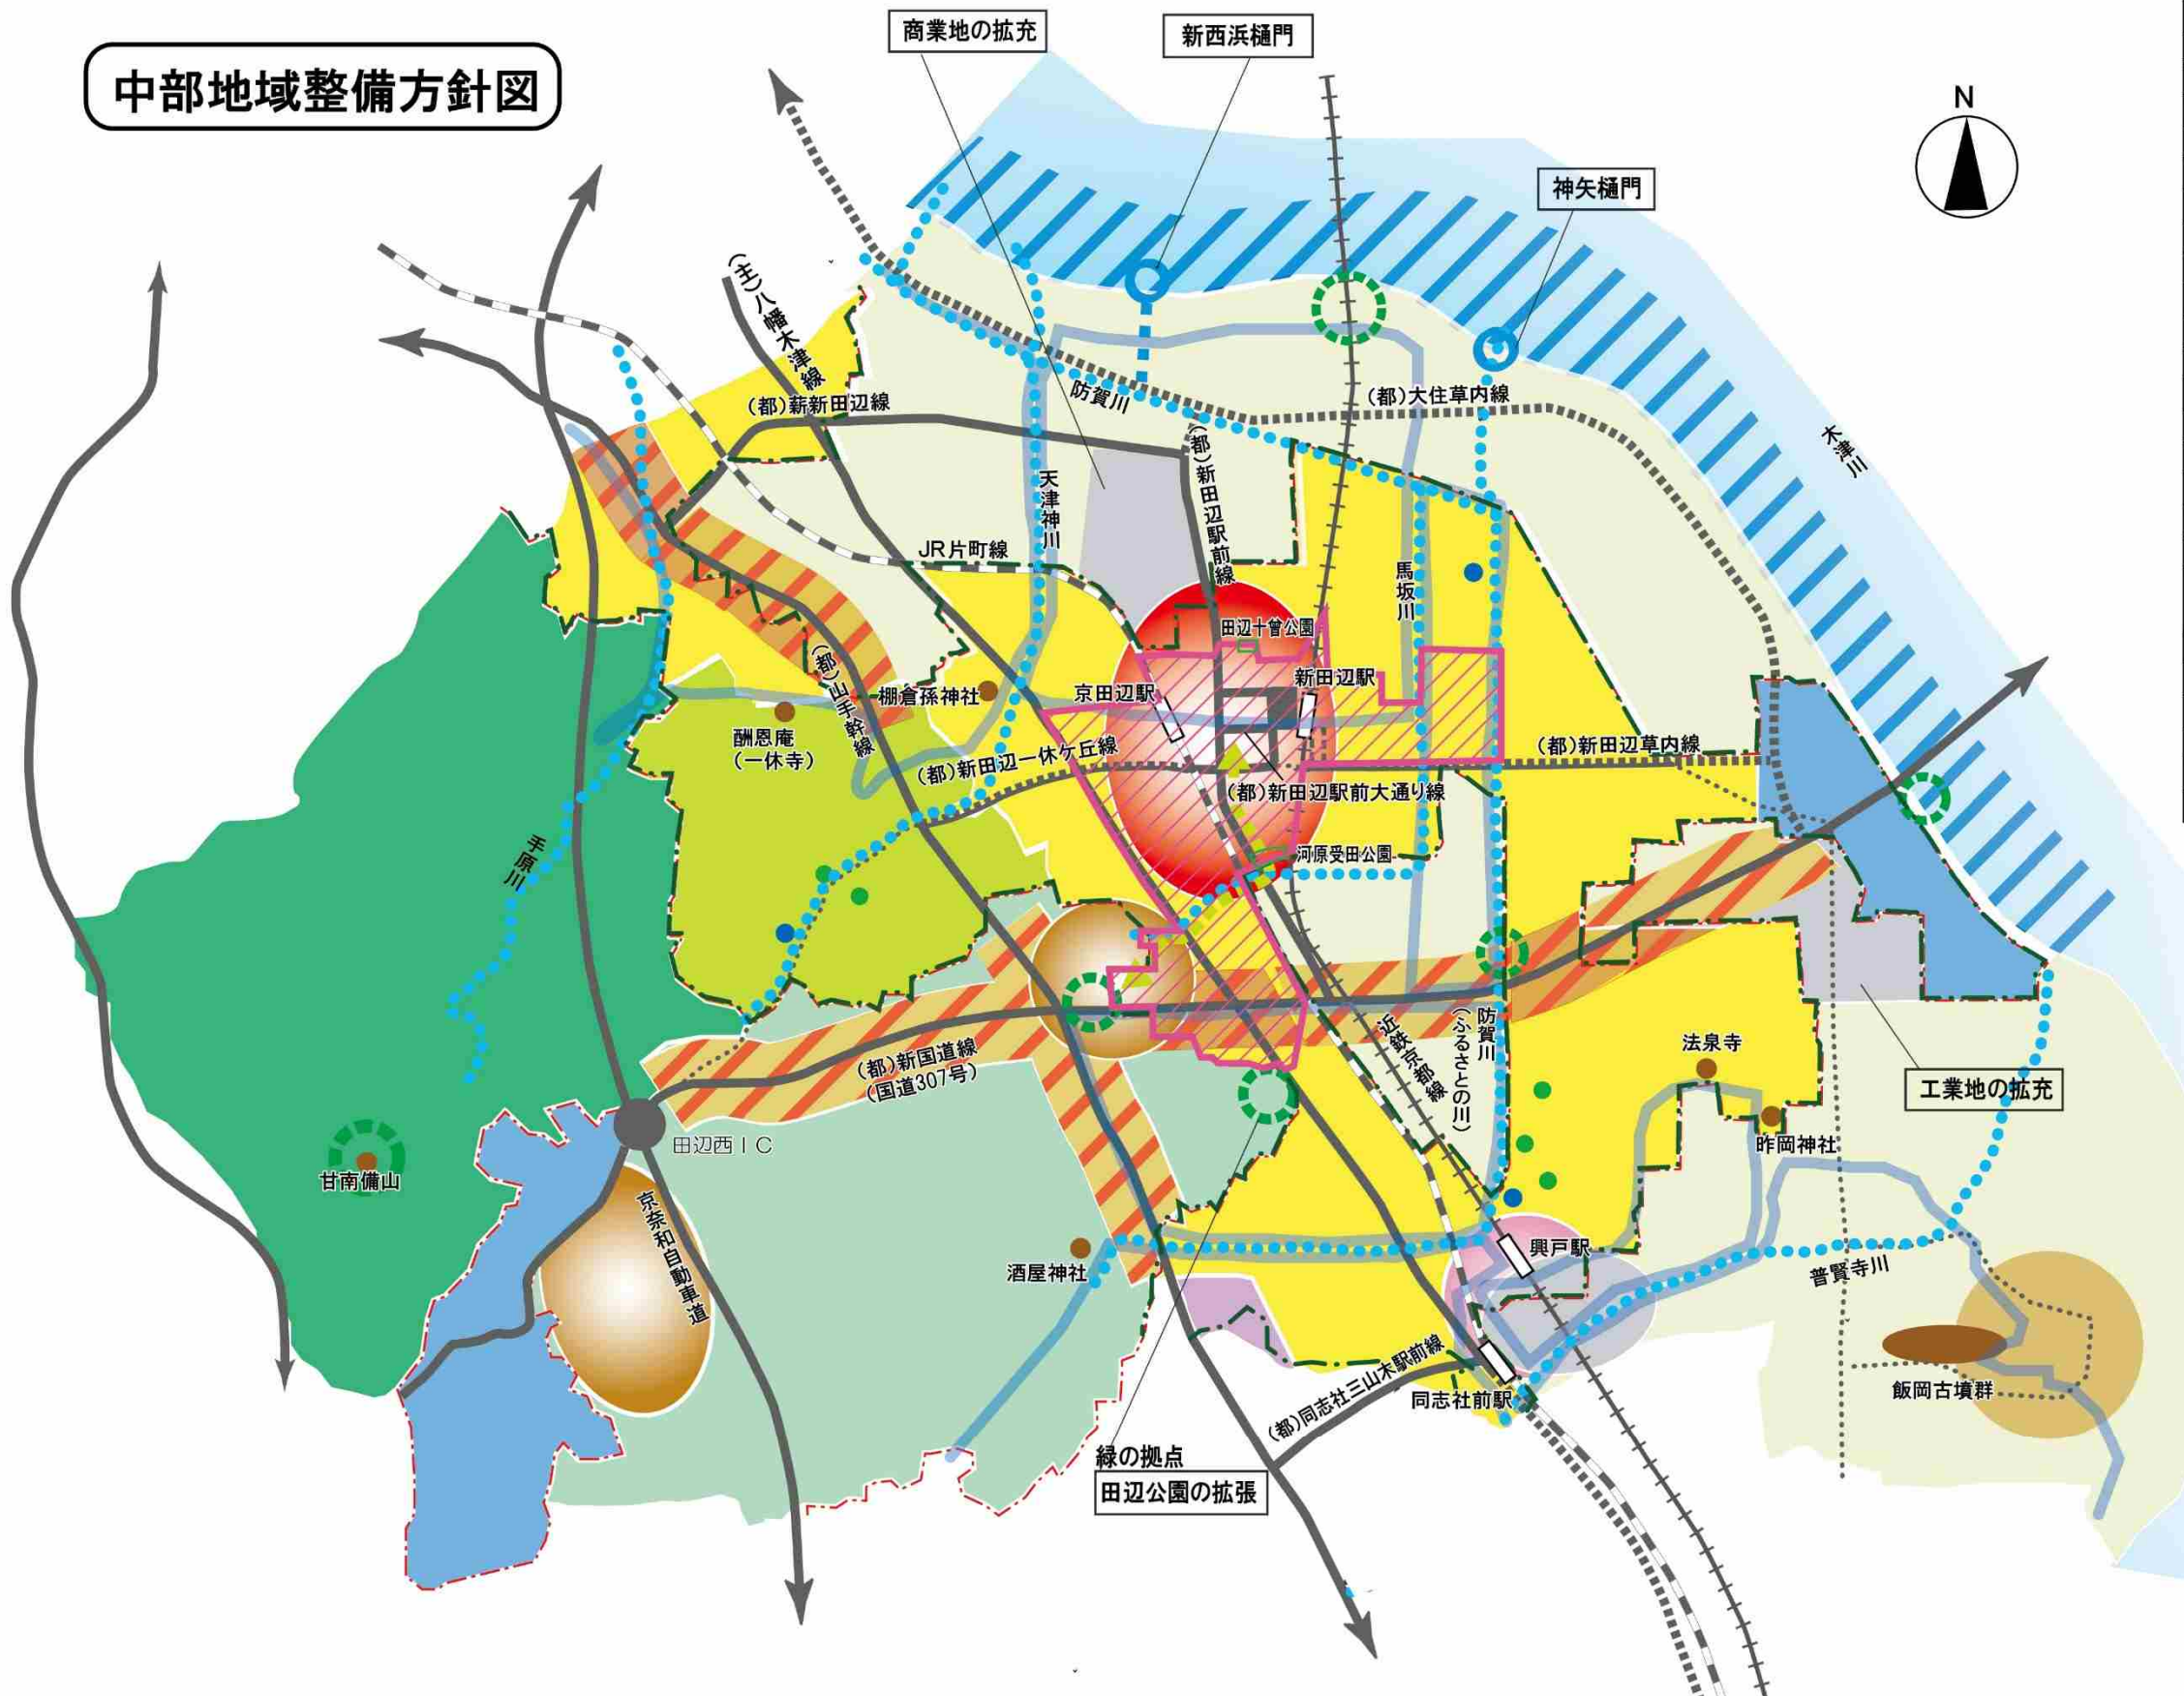 中部地域整備方針図
商業地の拡充
新西浜樋門
神矢樋門
N
(主)八幡木津線
(都)薪新田辺線
防賀川
(都)大住草内線
木津川
(都)新田辺駅前線
天津神川
JR片町線
馬坂川
田辺十曾公園
新田辺駅
京田辺駅
棚倉孫神社
(都)山手幹線
酬恩庵
(一休寺)
(都)新田辺一休ケ丘線
(都)新田辺草内線
(都)新田辺駅前大通り線
河原受田公園
手原川
(都)新国道線
(国道307号)
近鉄京都線
防賀川
(ふるさとの川)
法泉寺
工業地の拡充
昨岡神社
田辺西IC
甘南備山
京奈和自動車道
酒屋神社
興戸駅
普賢寺川
(都)同志社三山木駅前線
同志社前駅
飯岡古墳群
緑の拠点
田辺公園の拡張